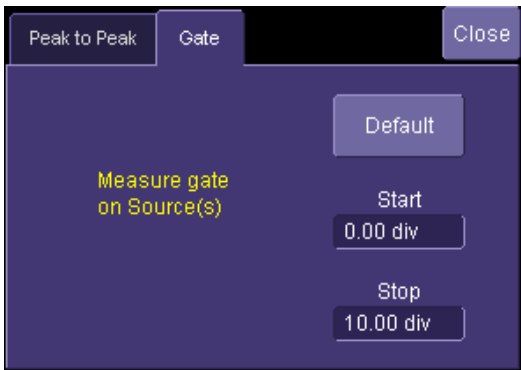 Peak to Peak
Gate
Close
Default
Measure gate
on Source(s)
Start
0.00 div
Stop
10.00 div